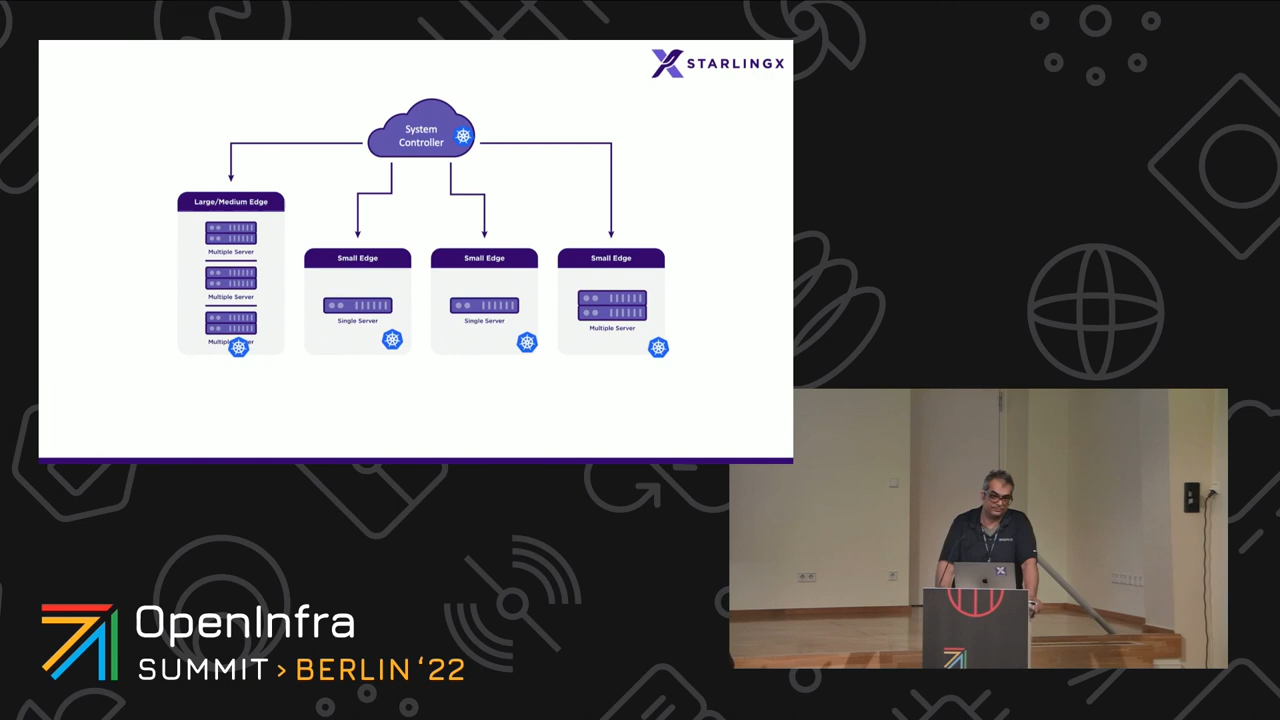 STARLINGX
System
Controller
Large/Medium Edge
Multiple Server
Multiple Server
Small Edge
Single Server
Small Edge
Single Server
Small Edge
Multiple Server
OpenInfra
SUMMIT > BERLIN '22